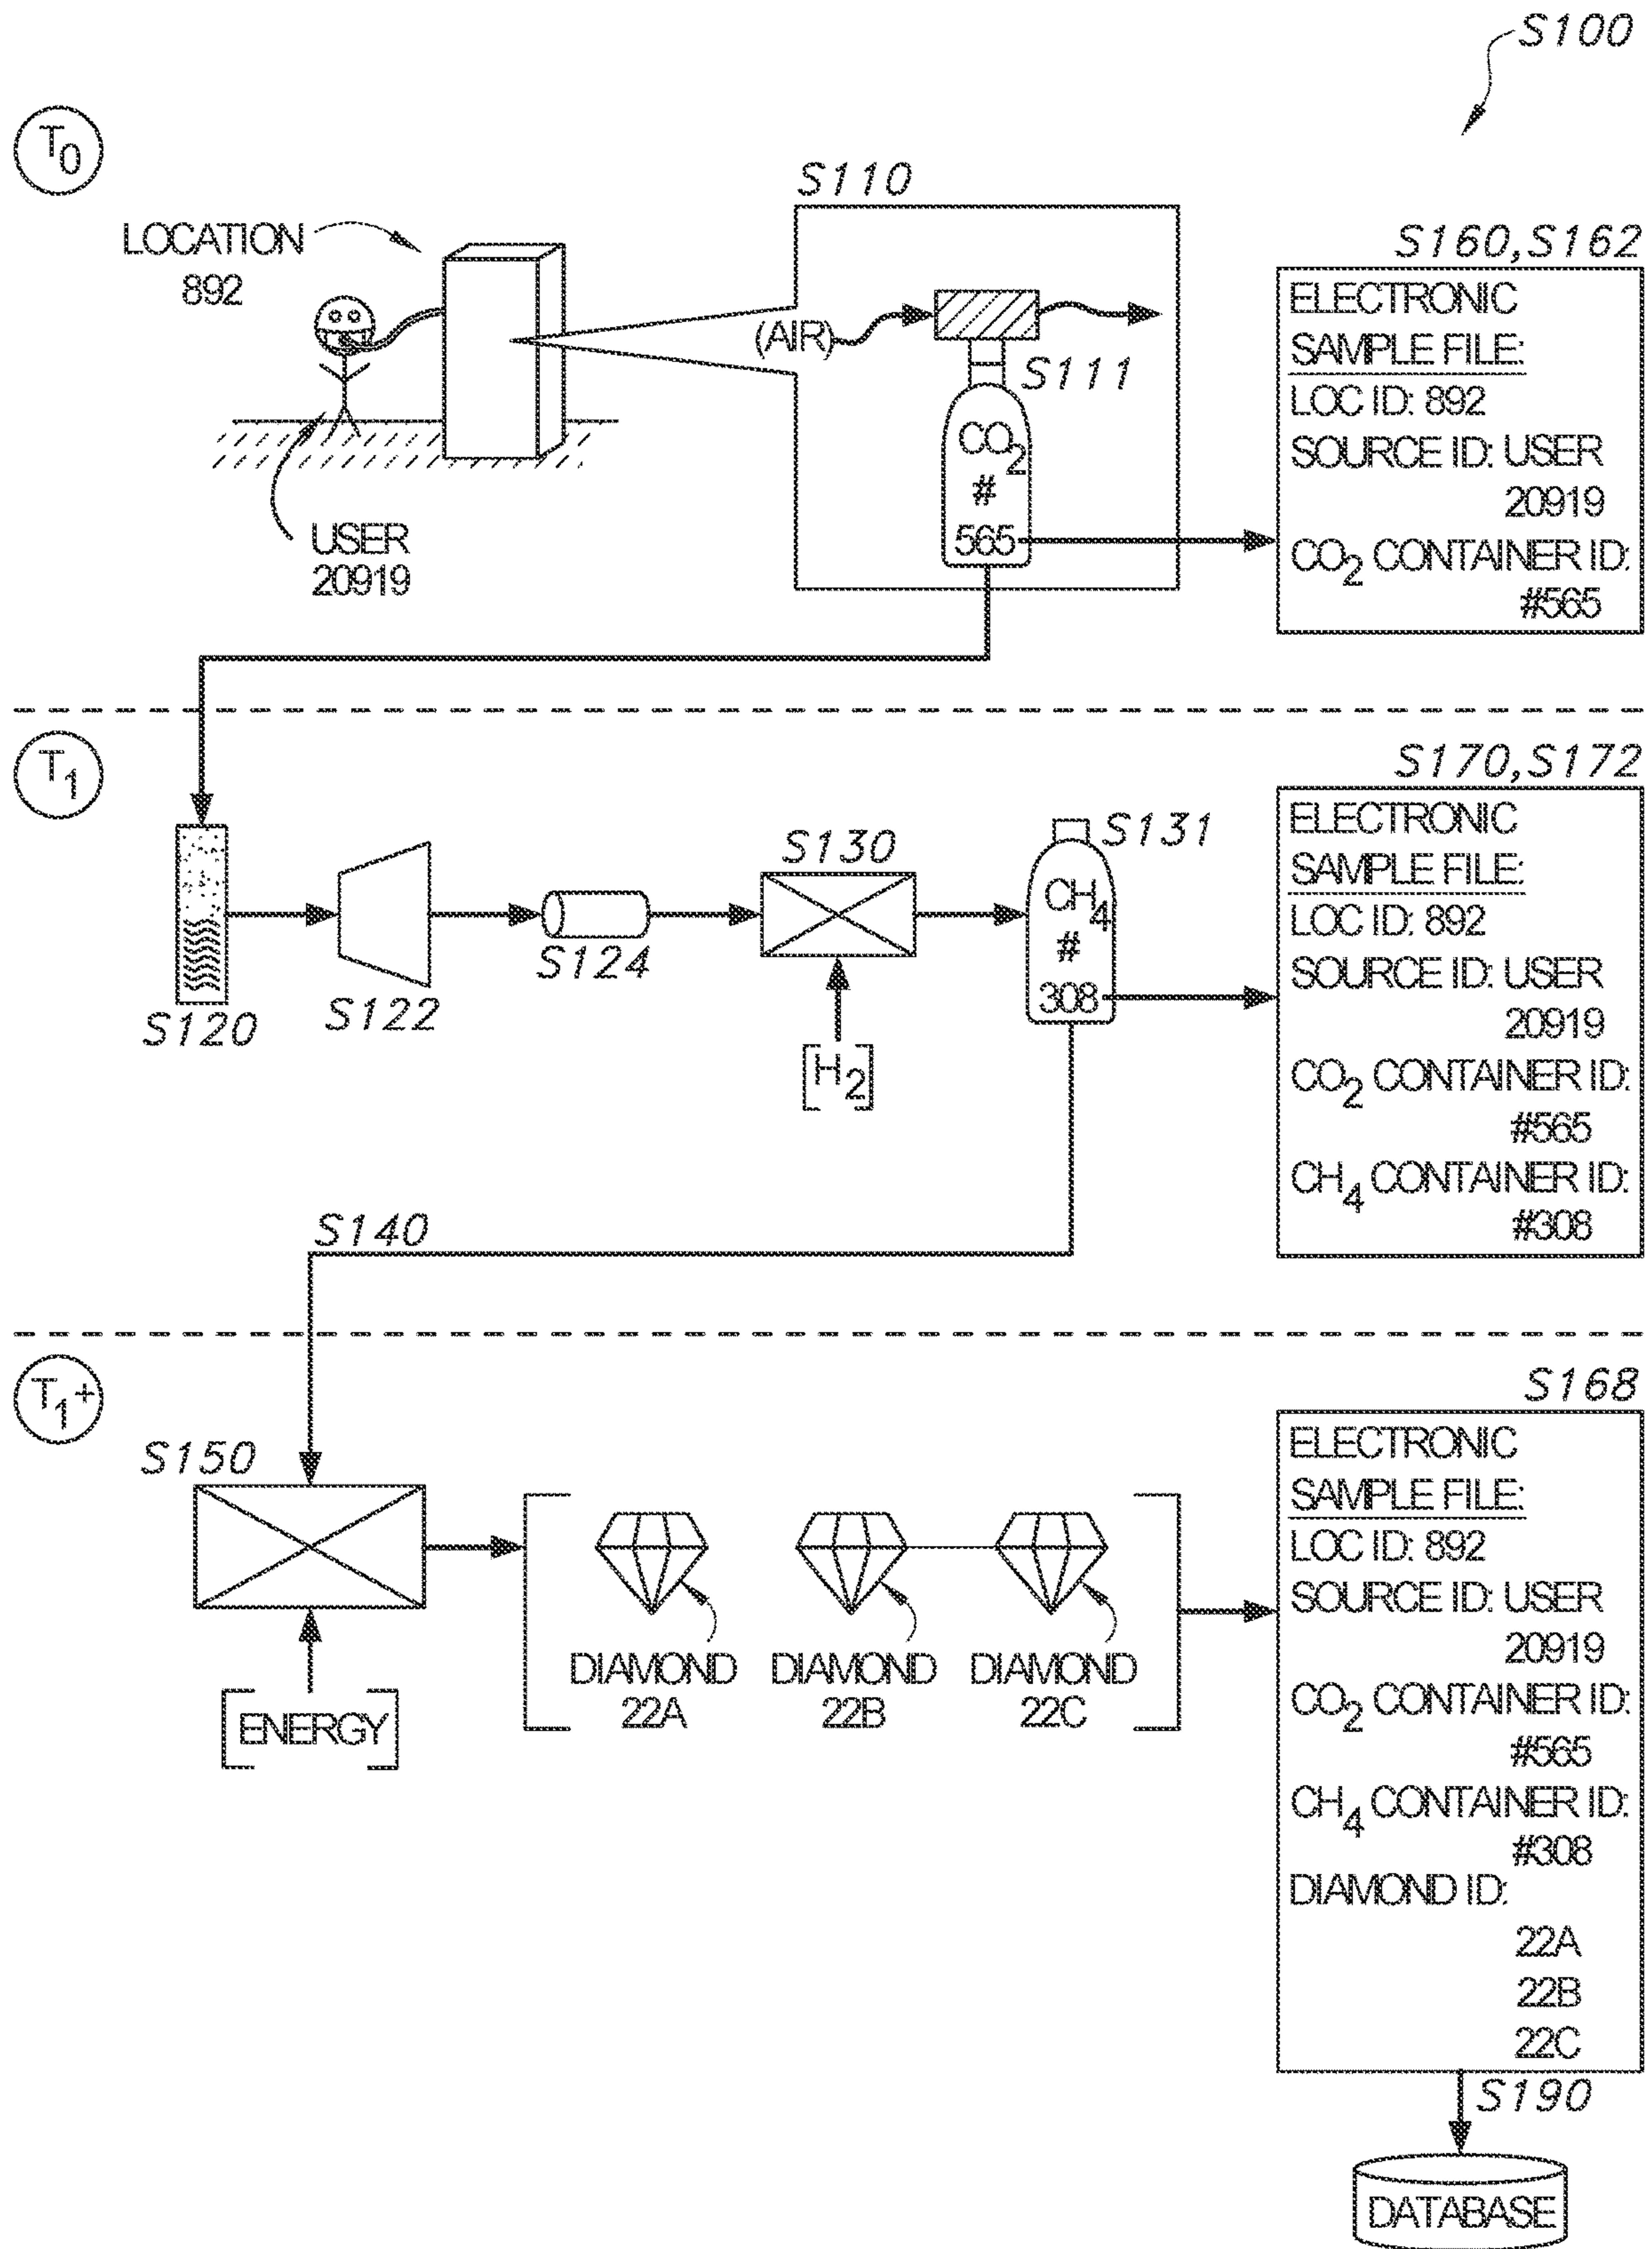 S100
T0
S110
LOCATION
892
S160,S162
(AIR)
S111
CO2
#
565
USER
20919
ELECTRONIC
SAMPLE FILE:
LOC ID: 892
SOURCE ID: USER
20919
CO2 CONTAINER ID:
#565
T1
S170,S172
S120
S122
S124
S130
[H2]
S131
CH4
#
308
ELECTRONIC
SAMPLE FILE:
LOC ID: 892
SOURCE ID: USER
20919
CO2 CONTAINER ID:
#565
CH4 CONTAINER ID:
#308
S140
T1+
S168
S150
[ENERGY]
DIAMOND
22A
DIAMOND
22B
DIAMOND
22C
ELECTRONIC
SAMPLE FILE:
LOC ID: 892
SOURCE ID: USER
20919
CO2 CONTAINER ID:
#565
CH4 CONTAINER ID:
#308
DIAMOND ID:
22A
22B
22C
S190
DATABASE